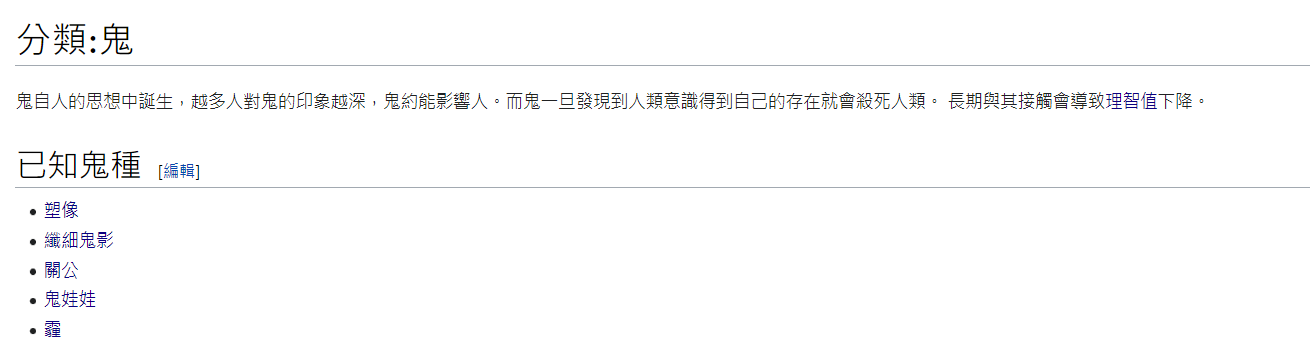 分類:鬼
鬼自人的思想中誕生，越多人對鬼的印象越深，鬼約能影響人。而鬼一旦發現到人類意識得到自己的存在就會殺死人類。 長期與其接觸會導致理智值下降。
已知鬼種 [編輯]
• 塑像
• 纖細鬼影
• 關公
• 鬼娃娃
• 霾